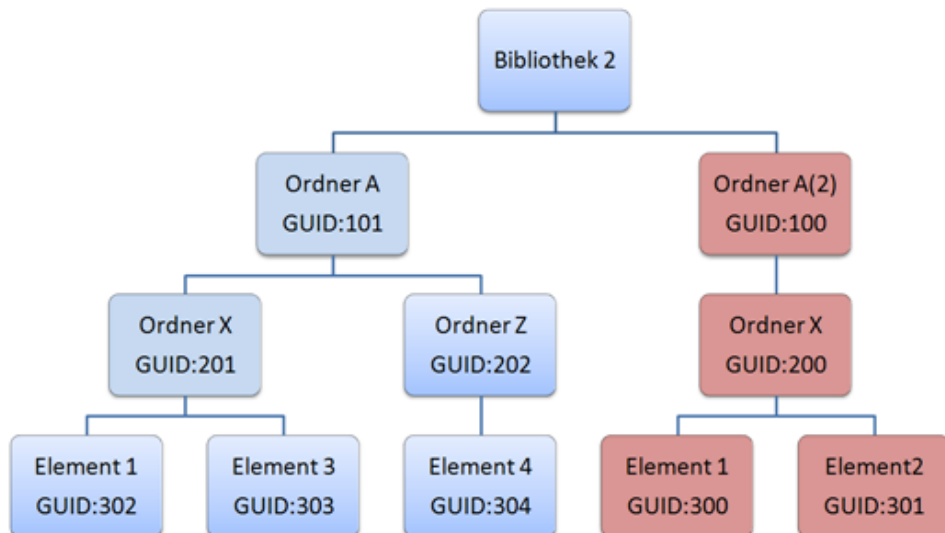 Bibliothek 2
Ordner A
GUID:101
Ordner A(2)
GUID:100
Ordner X
GUID:201
Ordner Z
GUID:202
Ordner X
GUID:200
Element 1
GUID:302
Element 3
GUID:303
Element 4
GUID:304
Element 1
GUID:300
Element2
GUID:301